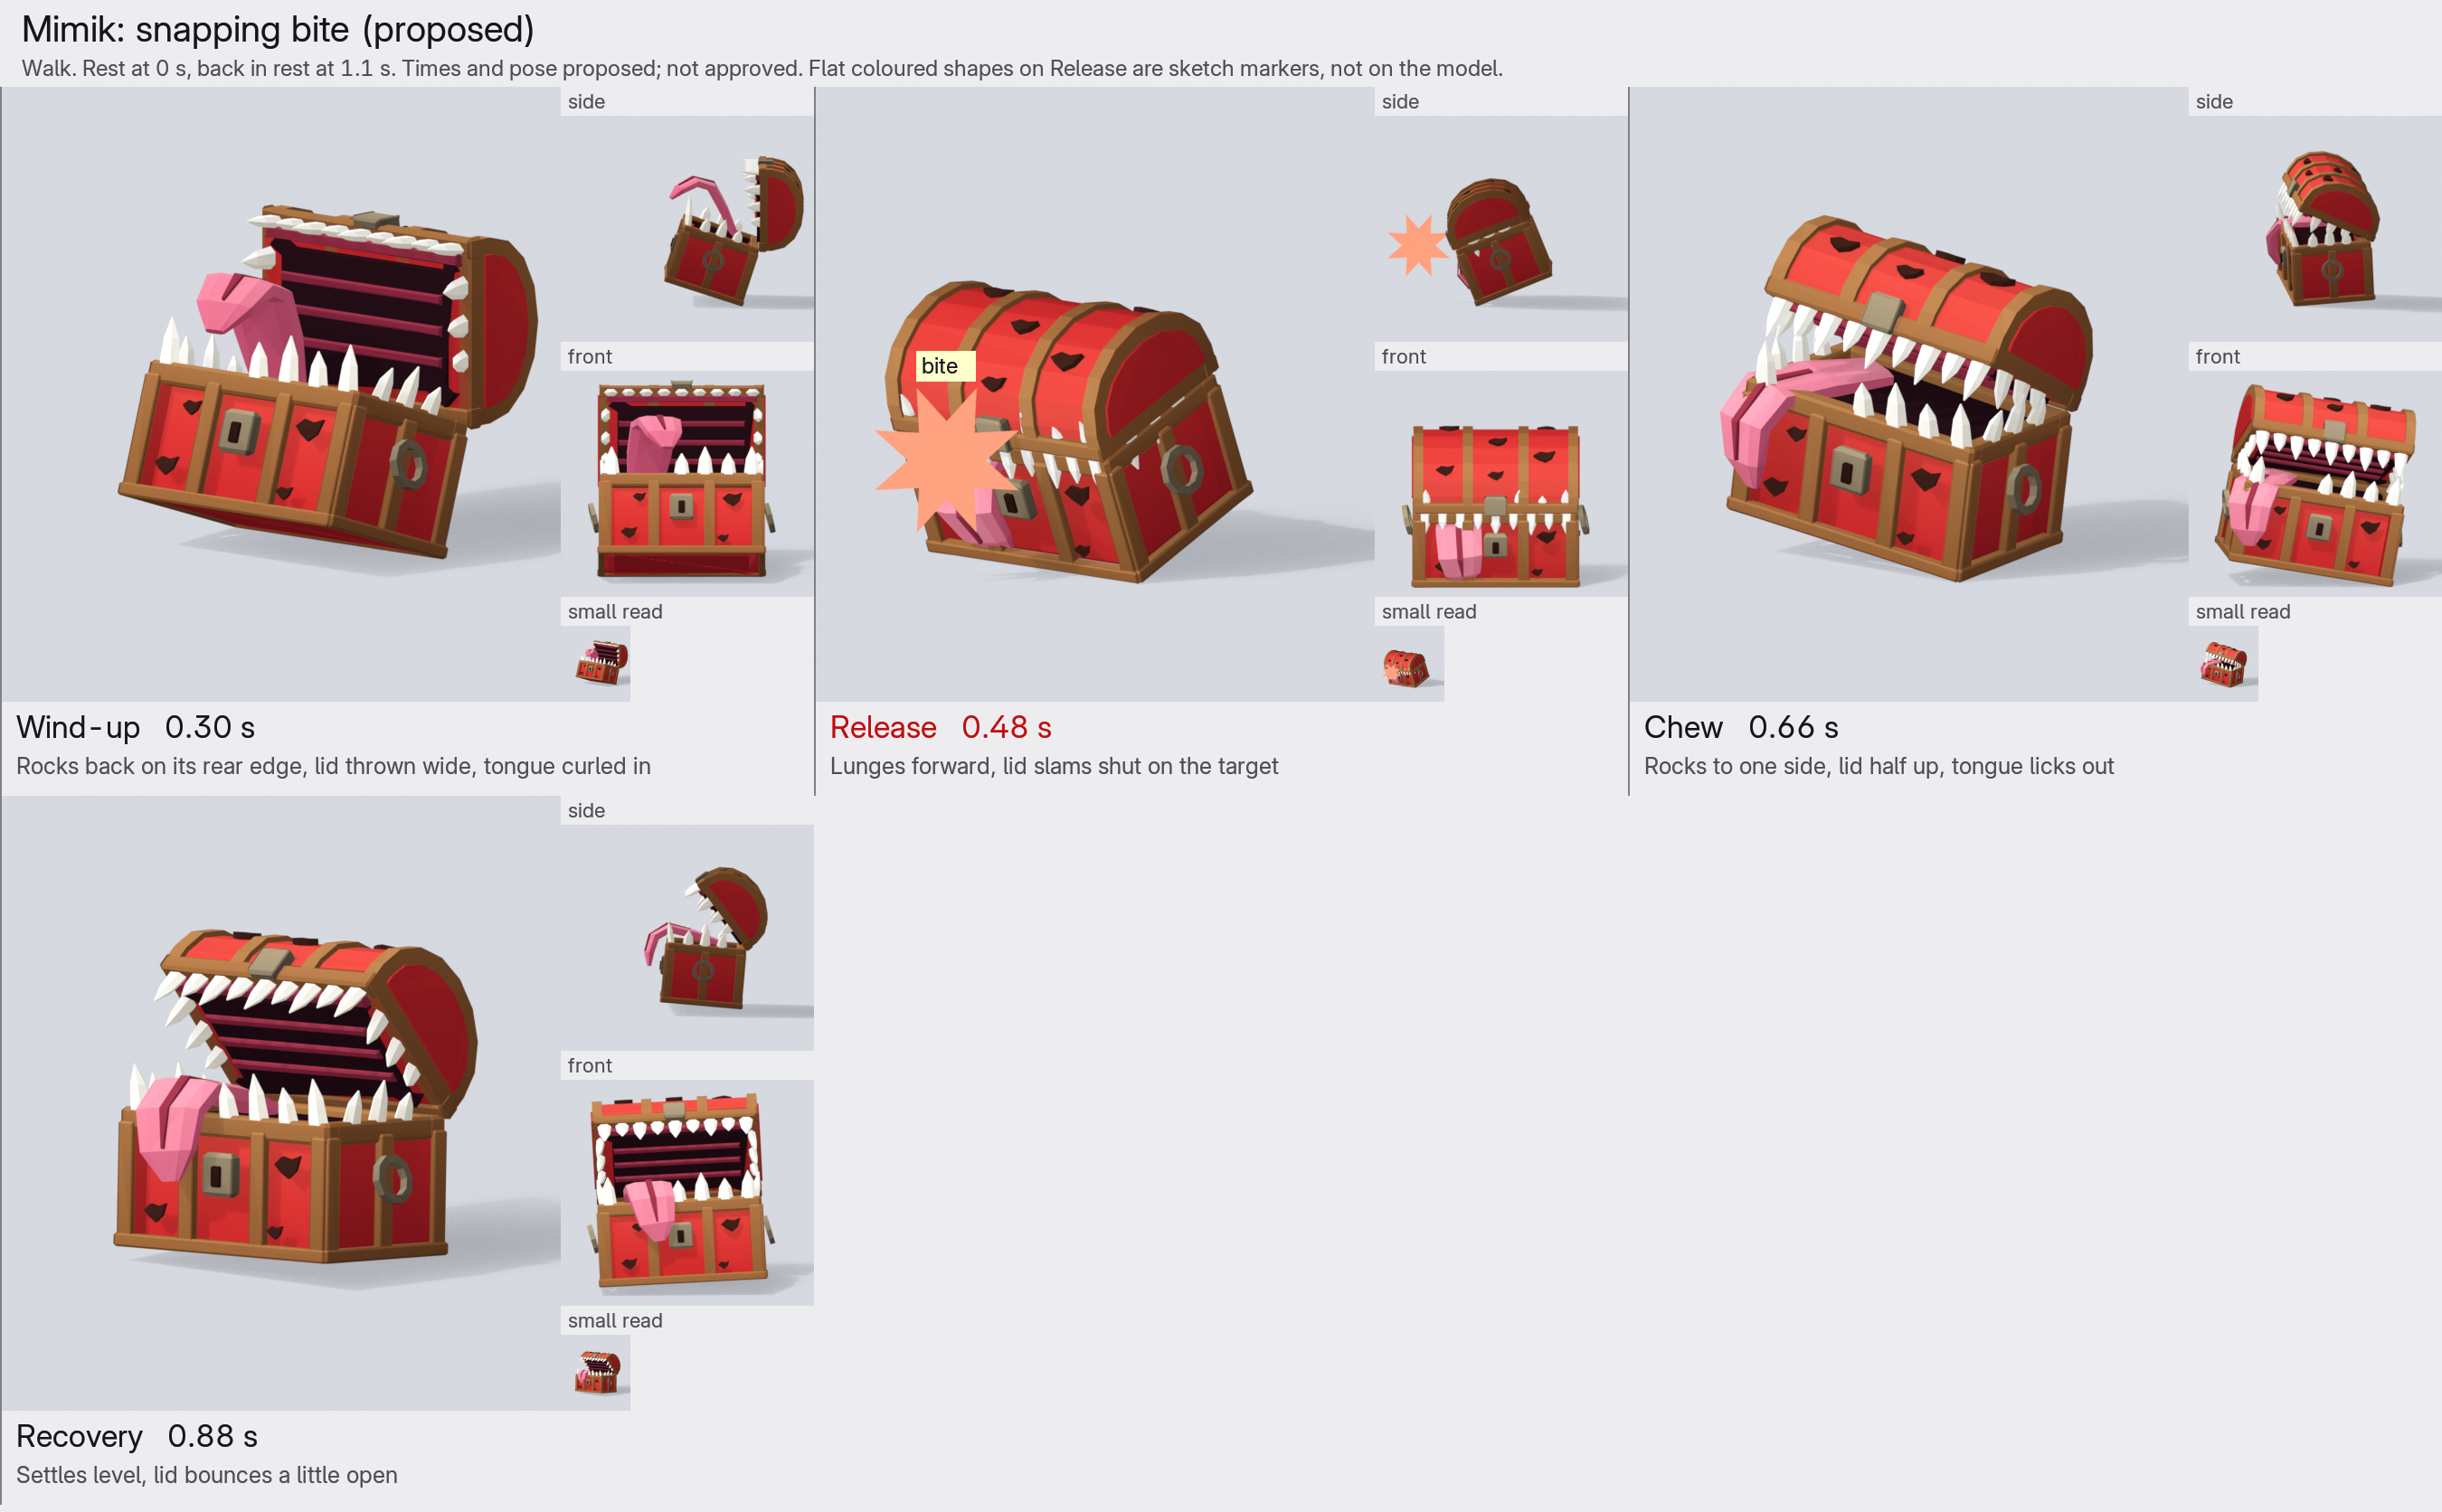 Mimik: snapping bite (proposed)
Walk. Rest at 0 s, back in rest at 1.1 s. Times and pose proposed; not approved. Flat coloured shapes on Release are sketch markers, not on the model.
side
front
small read
Wind-up 0.30 s
Rocks back on its rear edge, lid thrown wide, tongue curled in
bite
side
front
small read
Release 0.48 s
Lunges forward, lid slams shut on the target
side
front
small read
Chew 0.66 s
Rocks to one side, lid half up, tongue licks out
side
front
small read
Recovery 0.88 s
Settles level, lid bounces a little open